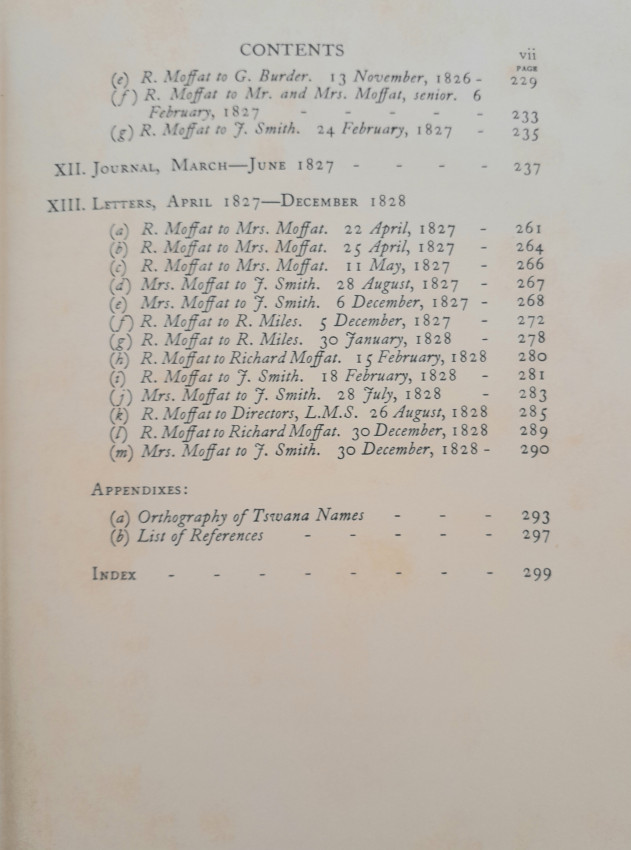 CONTENTS vii
PAGE
(e) R. Moffat to G. Burder. 13 November, 1826 - 229
(f) R. Moffat to Mr. and Mrs. Moffat, senior. 6
February, 1827 - - - - - 233
(g) R. Moffat to J. Smith. 24 February, 1827 - 235
XII. Journal, March—June 1827 - - - - 237
XIII. Letters, April 1827—December 1828
(a) R. Moffat to Mrs. Moffat. 22 April, 1827 - 261
(b) R. Moffat to Mrs. Moffat. 25 April, 1827 - 264
(c) R. Moffat to Mrs. Moffat. 11 May, 1827 - 266
(d) Mrs. Moffat to J. Smith. 28 August, 1827 - 267
(e) Mrs. Moffat to J. Smith. 6 December, 1827 - 268
(f) R. Moffat to R. Miles. 5 December, 1827 - 272
(g) R. Moffat to R. Miles. 30 January, 1828 - 278
(h) R. Moffat to Richard Moffat. 15 February, 1828 280
(i) R. Moffat to J. Smith. 18 February, 1828 - 281
(j) Mrs. Moffat to J. Smith. 28 July, 1828 - 283
(k) R. Moffat to Directors, L.M.S. 26 August, 1828 285
(l) R. Moffat to Richard Moffat. 30 December, 1828 289
(m) Mrs. Moffat to J. Smith. 30 December, 1828 - 290
Appendixes:
(a) Orthography of Tswana Names - - - 293
(b) List of References - - - - - 297
Index - - - - - - - - 299